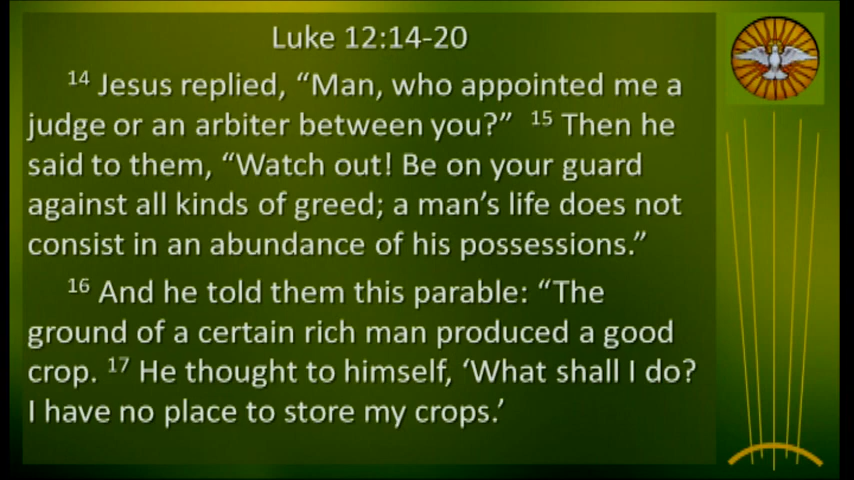 Luke 12:14-20
14 Jesus replied, “Man, who appointed me a
judge or an arbiter between you?” 15 Then he
said to them, “Watch out! Be on your guard
against all kinds of greed; a man’s life does not
consist in an abundance of his possessions.”
16 And he told them this parable: “The
ground of a certain rich man produced a good
crop. 17 He thought to himself, ‘What shall I do?
I have no place to store my crops.’